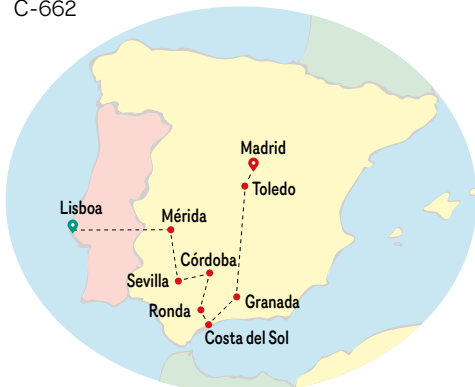 C-662
Madrid
Toledo
Lisboa
Mérida
Córdoba
Sevilla
Granada
Ronda
Costa del Sol